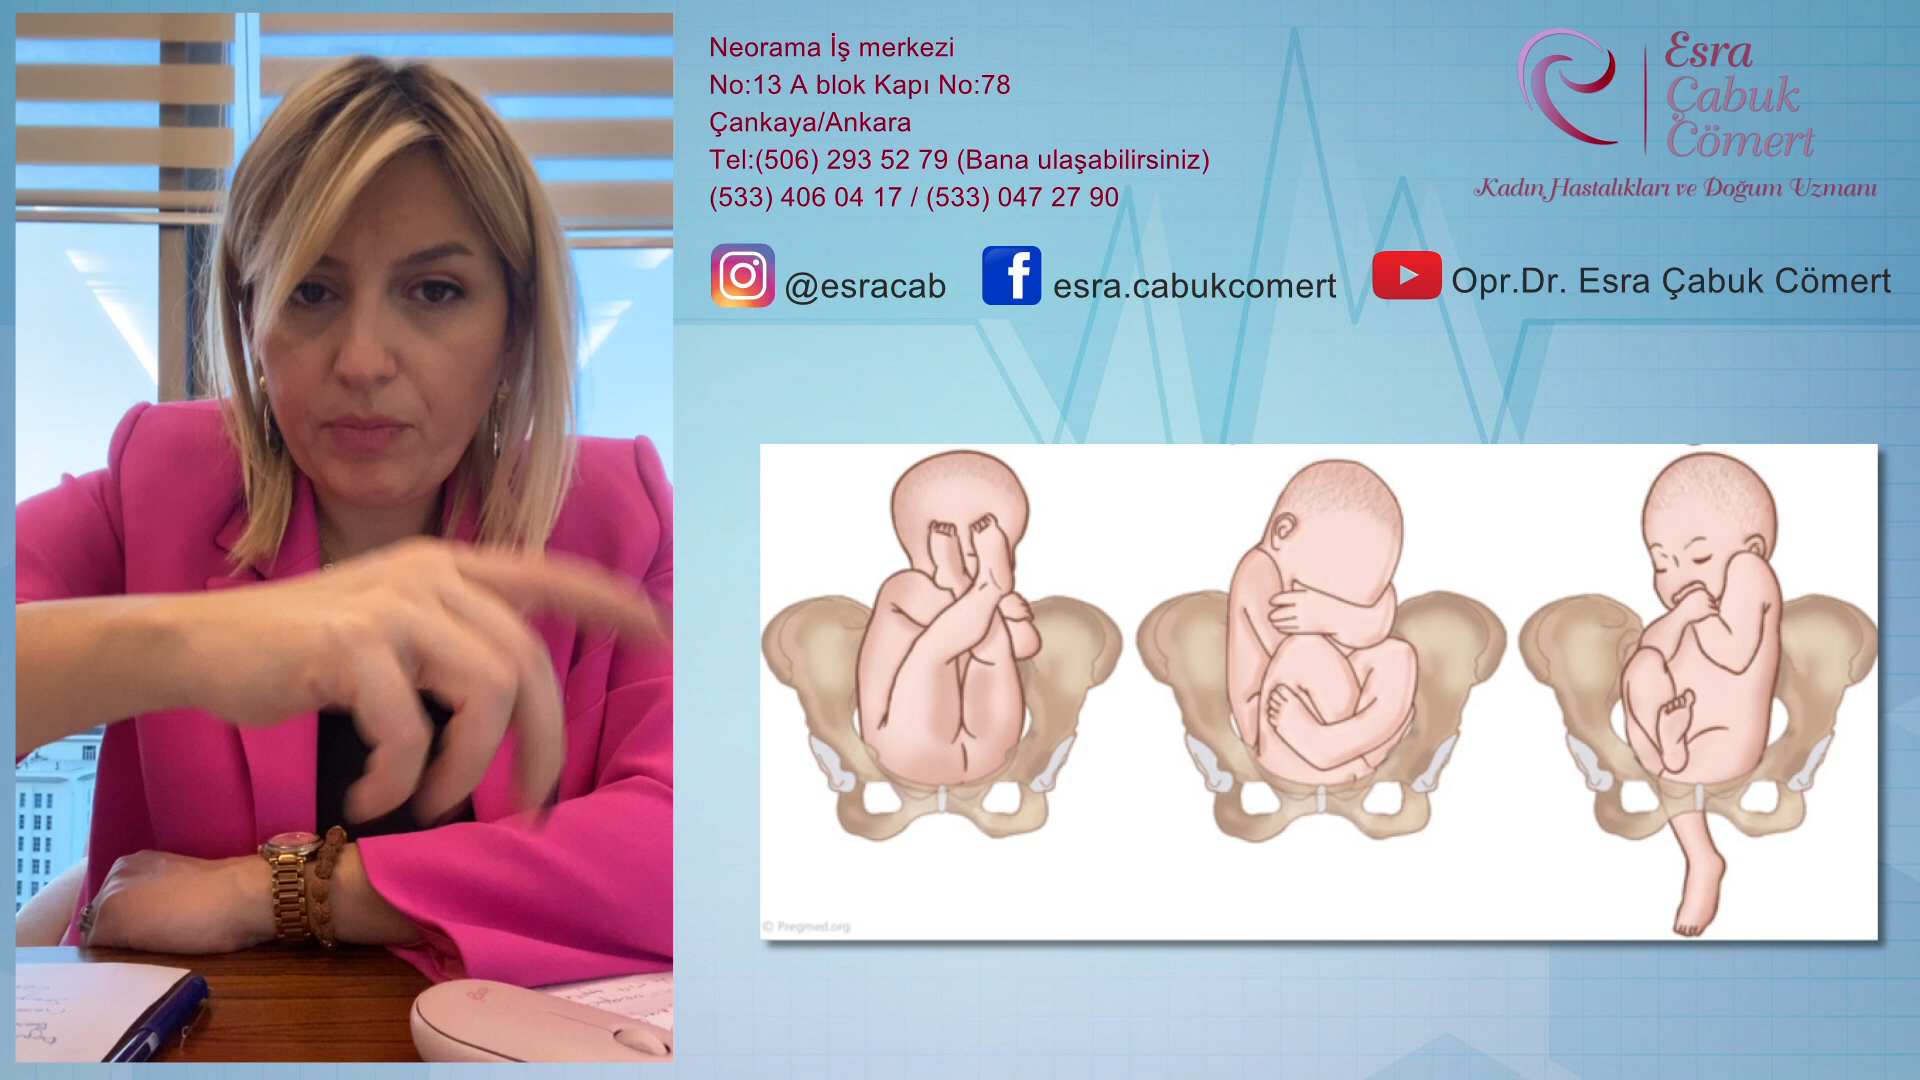 Neorama İş merkezi
No:13 A blok Kapı No:78
Çankaya/Ankara
Tel:(506) 293 52 79 (Bana ulaşabilirsiniz)
(533) 406 04 17 / (533) 047 27 90
Esra
Çabuk
Cömert
Kadın Hastalıkları ve Doğum Uzmanı
@esracab
esra.cabukcomert
Opr.Dr. Esra Çabuk Cömert
© Pregmed.org